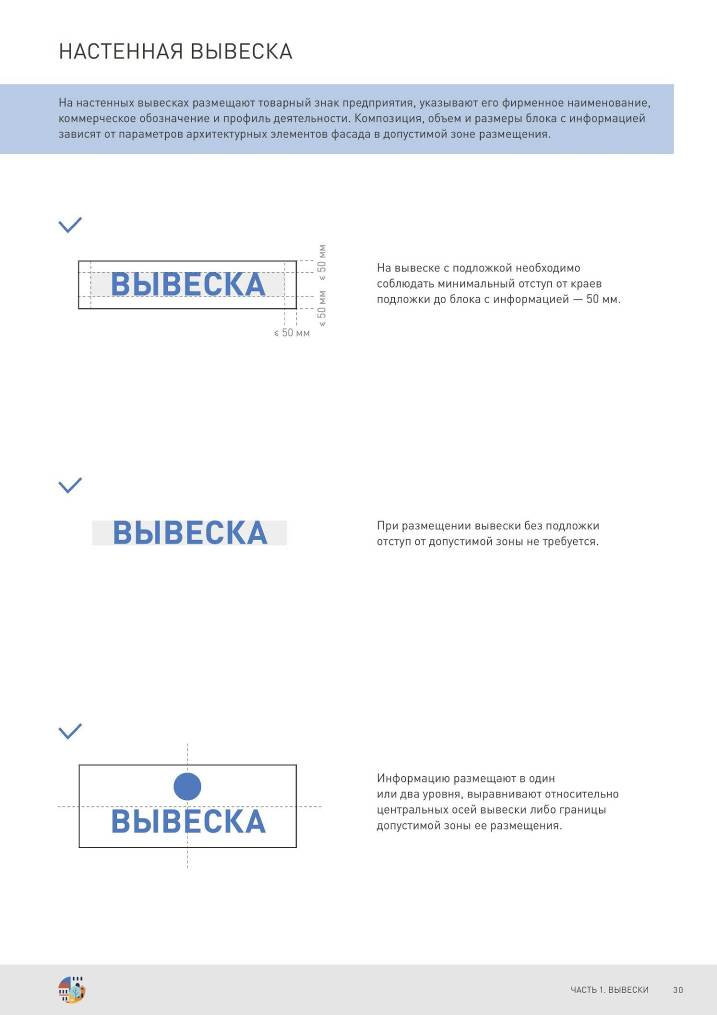 НАСТЕННАЯ ВЫВЕСКА
На настенных вывесках размещают товарный знак предприятия, указывают его фирменное наименование,
коммерческое обозначение и профиль деятельности. Композиция, объем и размеры блока с информацией
зависят от параметров архитектурных элементов фасада в допустимой зоне размещения.
ВЫВЕСКА
⩽ 50 мм
⩽ 50 мм
⩽ 50 мм
На вывеске с подложкой необходимо
соблюдать минимальный отступ от краев
подложки до блока с информацией — 50 мм.
ВЫВЕСКА
При размещении вывески без подложки
отступ от допустимой зоны не требуется.
ВЫВЕСКА
Информацию размещают в один
или два уровня, выравнивают относительно
центральных осей вывески либо границы
допустимой зоны ее размещения.
ЧАСТЬ 1. ВЫВЕСКИ 30